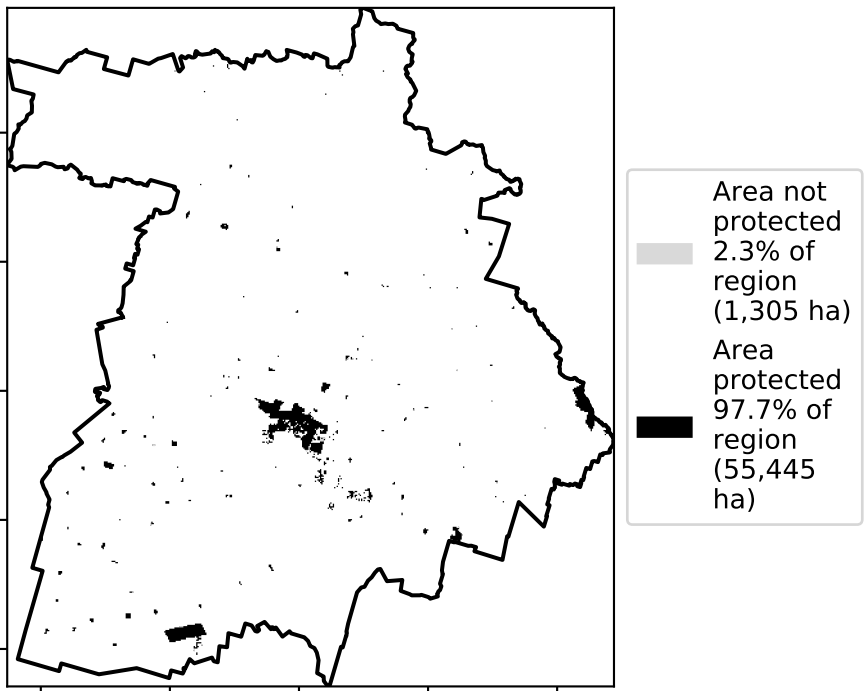 Area not
protected
2.3% of
region
(1,305 ha)
Area
protected
97.7% of
region
(55,445
ha)